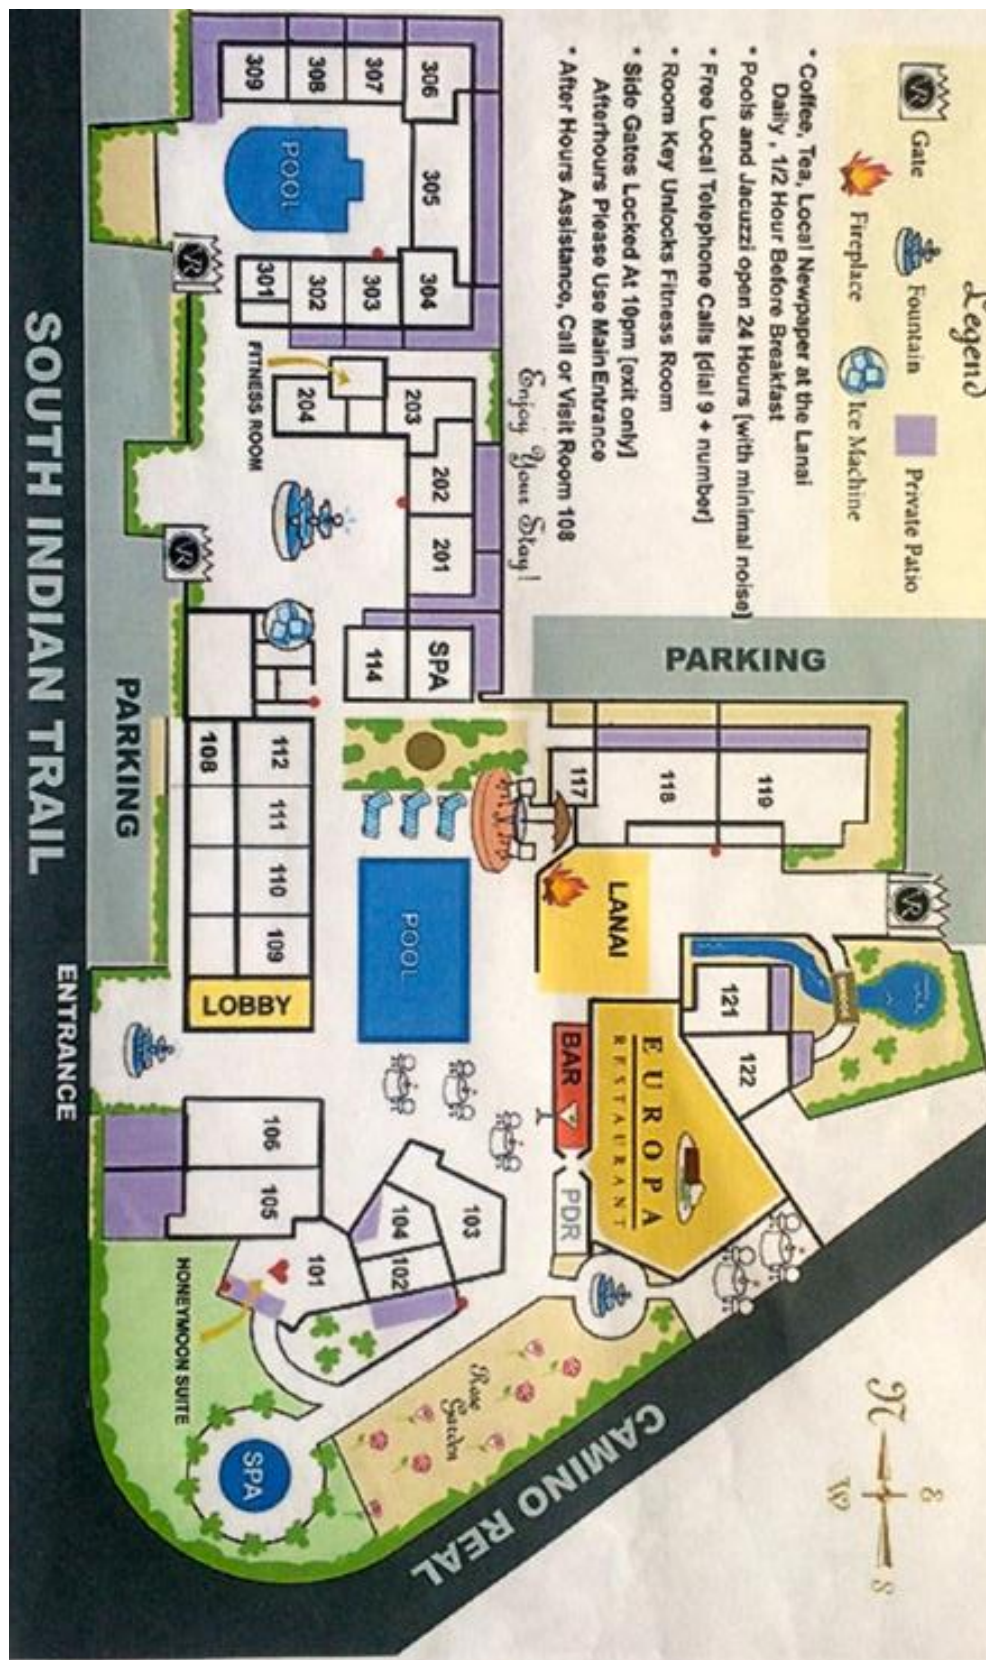 Legend
VR Gate
Fountain
Private Patio
Fireplace
Ice Machine
* Coffee, Tea, Local Newpaper at the Lanai
Daily , 1/2 Hour Before Breakfast
* Pools and Jacuzzi open 24 Hours [with minimal noise]
* Free Local Telephone Calls [dial 9 + number]
* Room Key Unlocks Fitness Room
* Side Gates Locked At 10pm [exit only]
Afterhours Please Use Main Entrance
* After Hours Assistance, Call or Visit Room 108
Enjoy Your Stay!
N
E
W
S
PARKING
119
118
117
VR
LANAI
121
122
EUROPA
RESTAURANT
BAR
PDR
306
305
304
203
202
201
SPA
114
307
308
309
POOL
303
302
301
204
FITNESS ROOM
VR
VR
112
111
110
109
108
LOBBY
POOL
103
104
102
106
105
101
HONEYMOON SUITE
Rose Garden
SPA
CAMINO REAL
PARKING
ENTRANCE
SOUTH INDIAN TRAIL